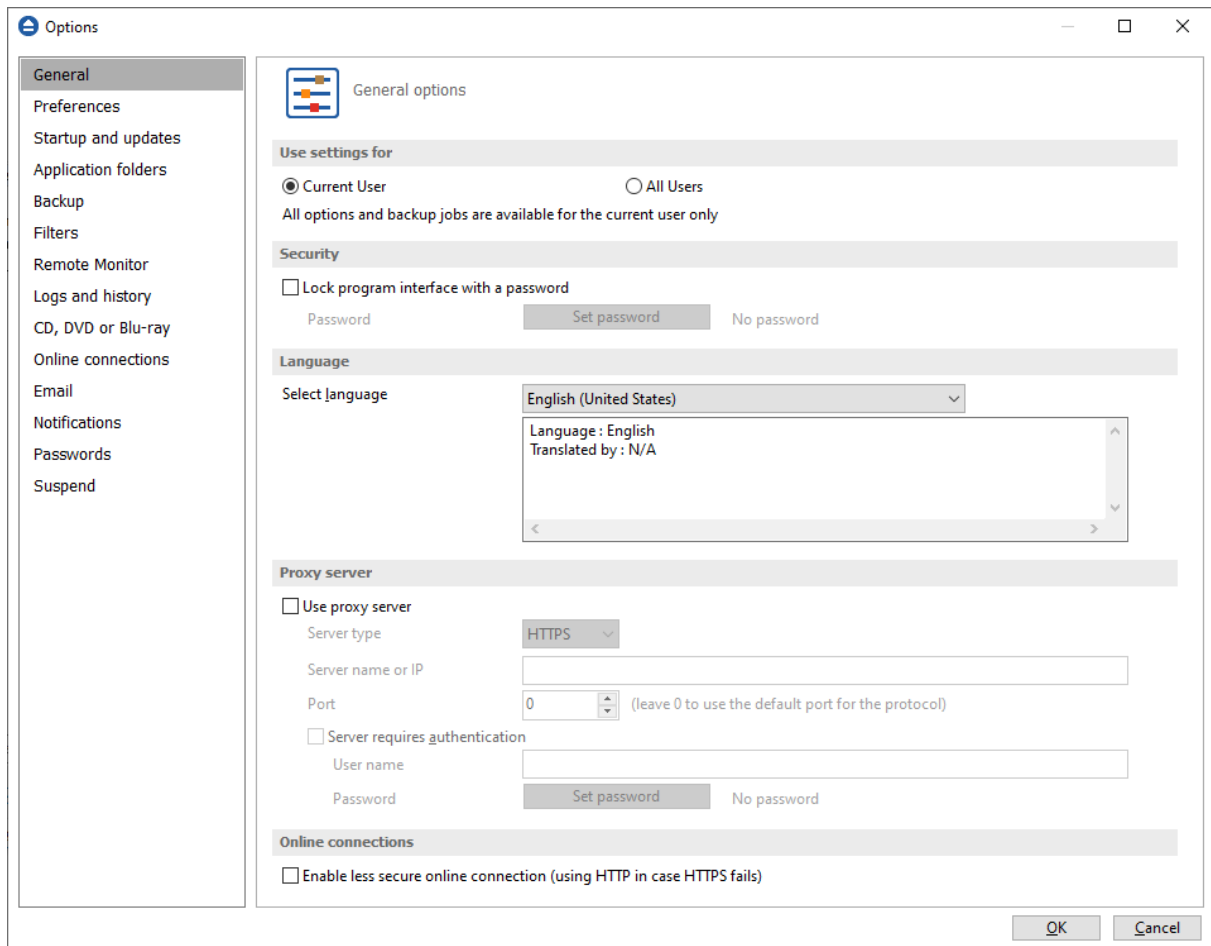 Options
General
Preferences
Startup and updates
Application folders
Backup
Filters
Remote Monitor
Logs and history
CD, DVD or Blu-ray
Online connections
Email
Notifications
Passwords
Suspend
General options
Use settings for
Current User All Users
All options and backup jobs are available for the current user only
Security
Lock program interface with a password
Password Set password No password
Language
Select language English (United States)
Language : English
Translated by : N/A
Proxy server
Use proxy server
Server type HTTPS
Server name or IP
Port 0 (leave 0 to use the default port for the protocol)
Server requires authentication
User name
Password Set password No password
Online connections
Enable less secure online connection (using HTTP in case HTTPS fails)
OK Cancel